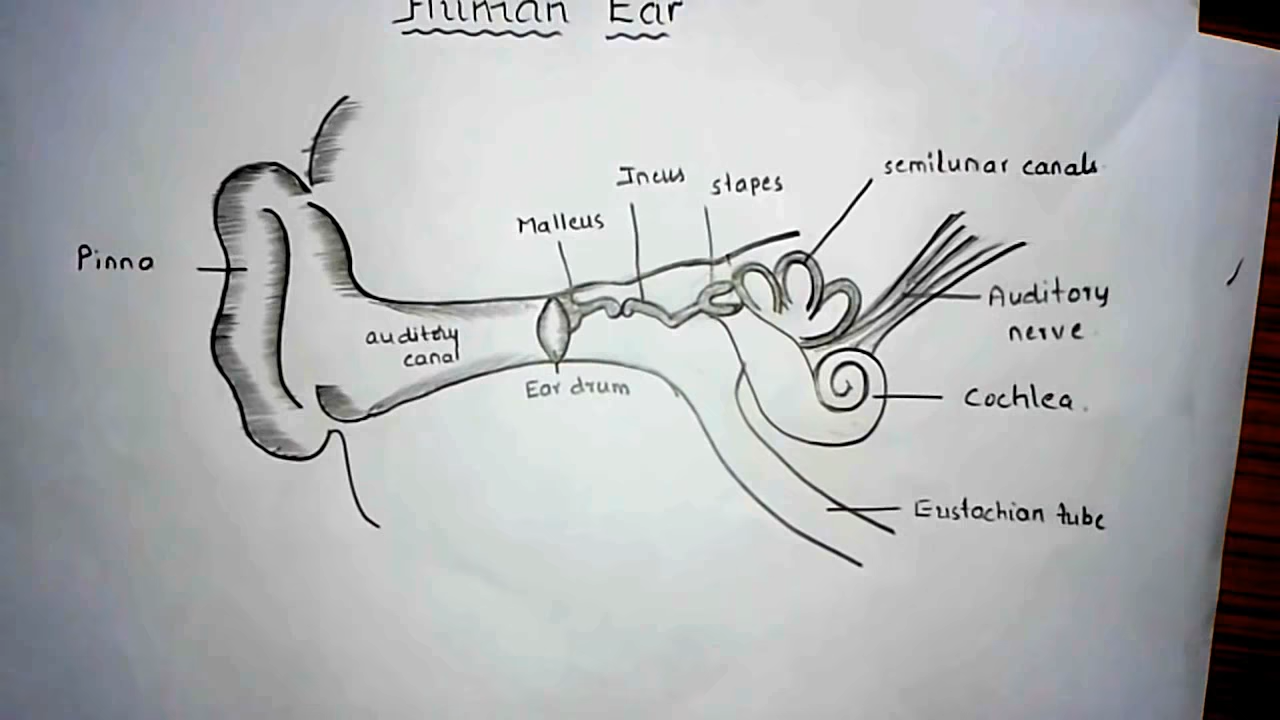 Human Ear
semilunar canals
Incus
stapes
Malleus
Pinna
Auditory
nerve
auditory
canal
Ear drum
Cochlea.
Eustachian tube